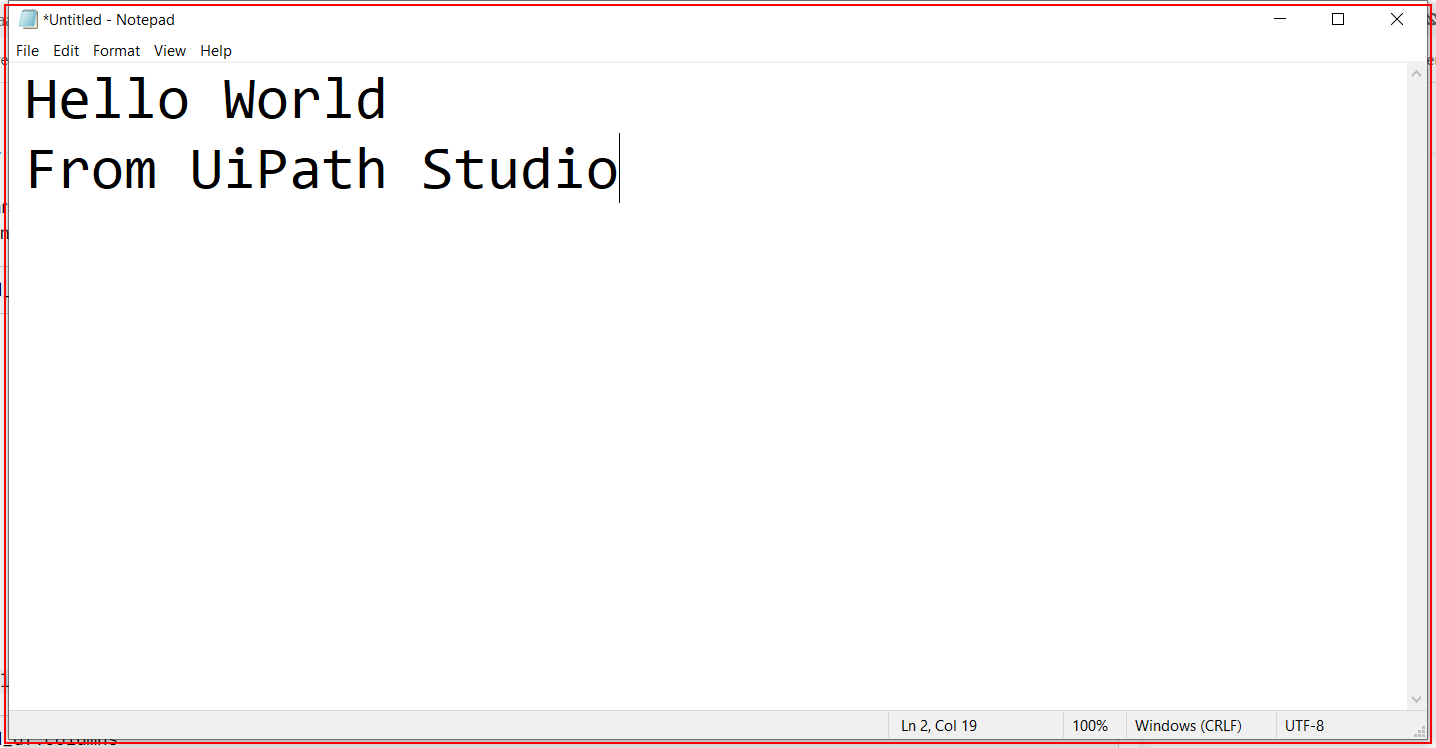 *Untitled - Notepad
File Edit Format View Help
Hello World
From UiPath Studio
Ln 2, Col 19 100% Windows (CRLF) UTF-8